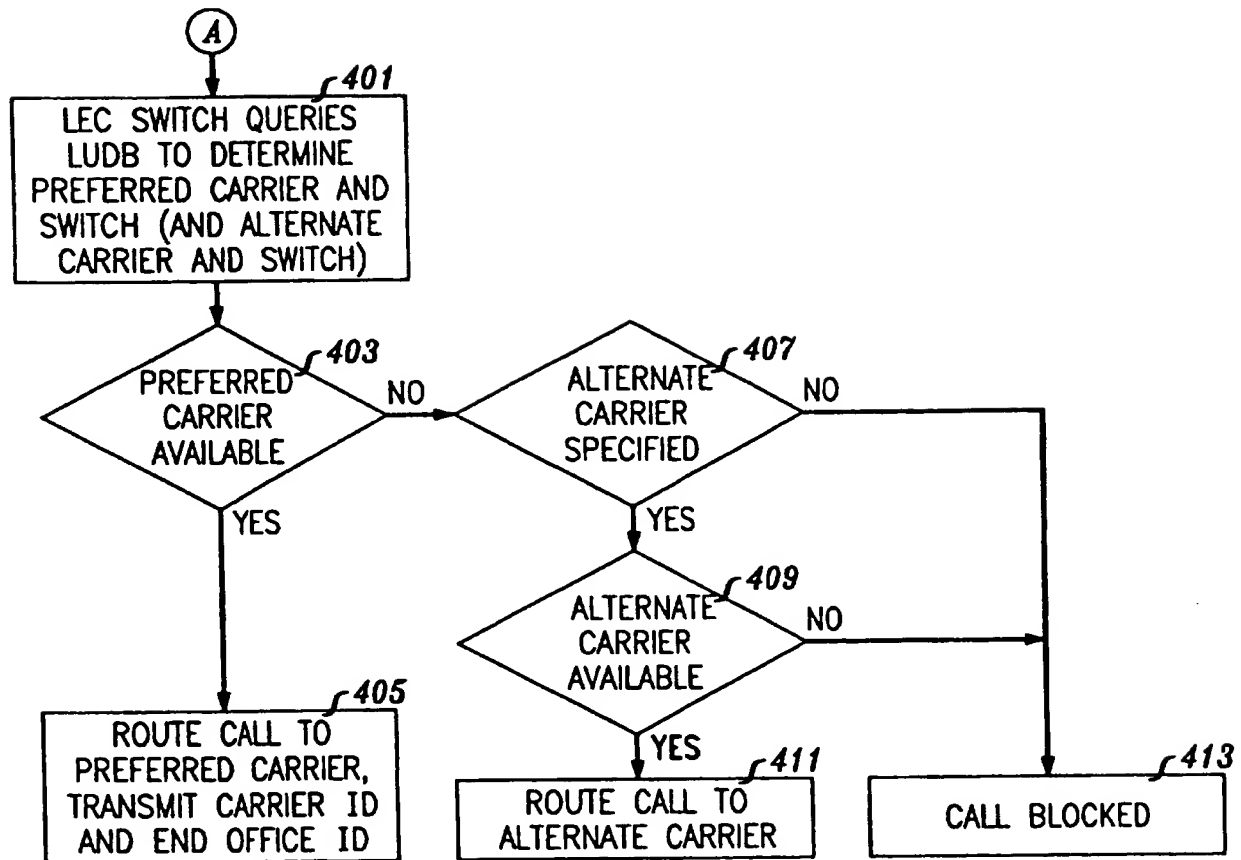 A
401
LEC SWITCH QUERIES
LUDB TO DETERMINE
PREFERRED CARRIER AND
SWITCH (AND ALTERNATE
CARRIER AND SWITCH)
403
PREFERRED
CARRIER
AVAILABLE
NO
YES
407
ALTERNATE
CARRIER
SPECIFIED
NO
YES
409
ALTERNATE
CARRIER
AVAILABLE
NO
YES
405
ROUTE CALL TO
PREFERRED CARRIER,
TRANSMIT CARRIER ID
AND END OFFICE ID
411
ROUTE CALL TO
ALTERNATE CARRIER
413
CALL BLOCKED